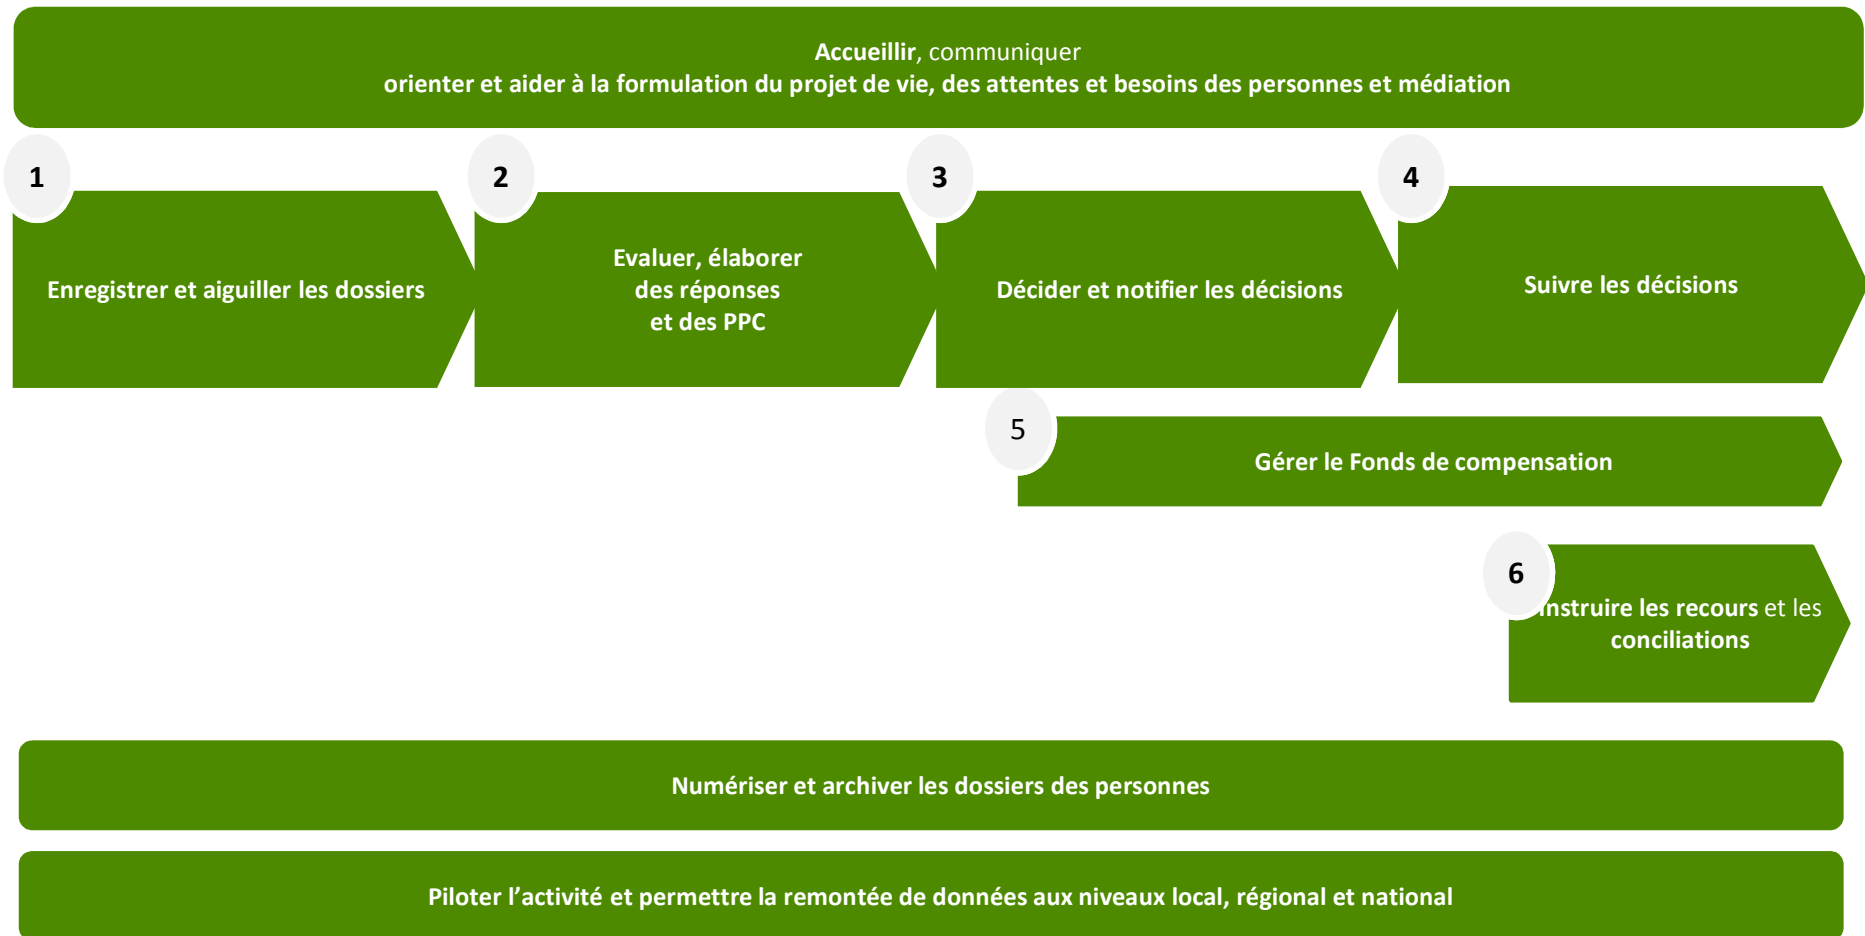 Accueillir, communiquer
orienter et aider à la formulation du projet de vie, des attentes et besoins des personnes et médiation
1
Enregistrer et aiguiller les dossiers
2
Evaluer, élaborer
des réponses
et des PPC
3
Décider et notifier les décisions
4
Suivre les décisions
5
Gérer le Fonds de compensation
6
Instruire les recours et les
conciliations
Numériser et archiver les dossiers des personnes
Piloter l’activité et permettre la remontée de données aux niveaux local, régional et national